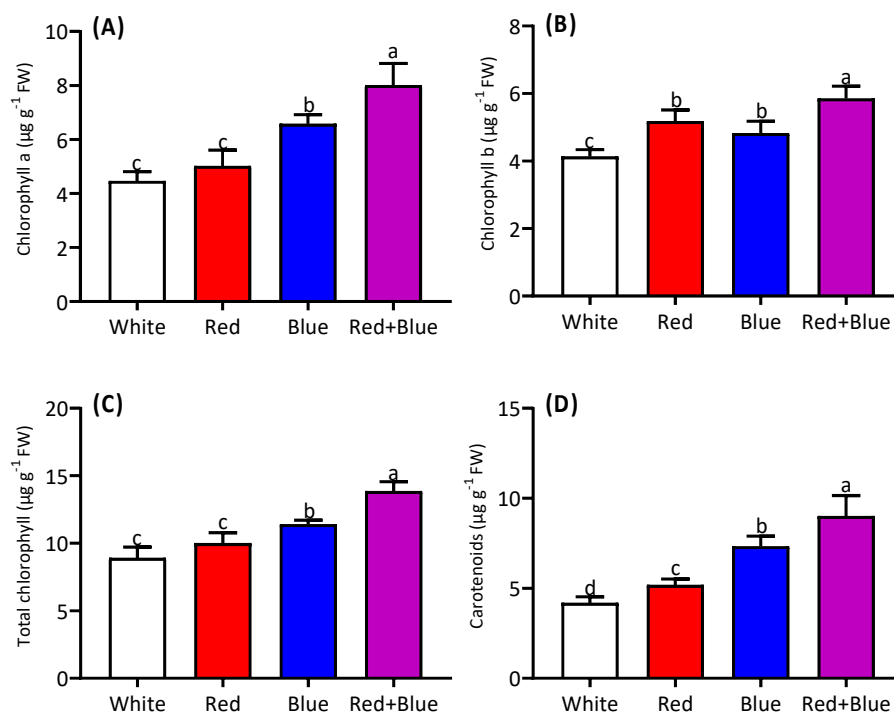 (A)
Chlorophyll a (µg g⁻¹ FW)
10
8
6
4
2
0
c
c
b
a
White
Red
Blue
Red+Blue
(B)
Chlorophyll b (µg g⁻¹ FW)
8
6
4
2
0
c
b
b
a
White
Red
Blue
Red+Blue
(C)
Total chlorophyll (µg g⁻¹ FW)
20
15
10
5
0
c
c
b
a
White
Red
Blue
Red+Blue
(D)
Carotenoids (µg g⁻¹ FW)
15
10
5
0
d
c
b
a
White
Red
Blue
Red+Blue